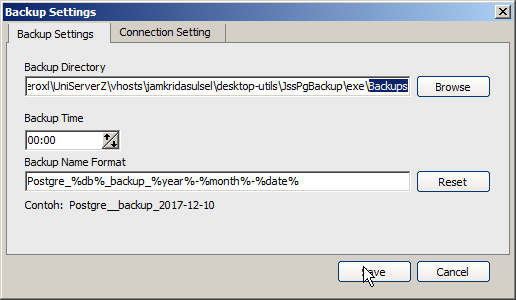 Backup Settings
Backup Settings
Connection Setting
Backup Directory
eroxl\UniServerZ\vhosts\jamkridasulsel\desktop-utils\JssPgBackup\exe\Backups
Browse
Backup Time
00:00
Backup Name Format
Postgre_%db%_backup_%year%-%month%-%date%
Reset
Contoh: Postgre__backup_2017-12-10
Save
Cancel